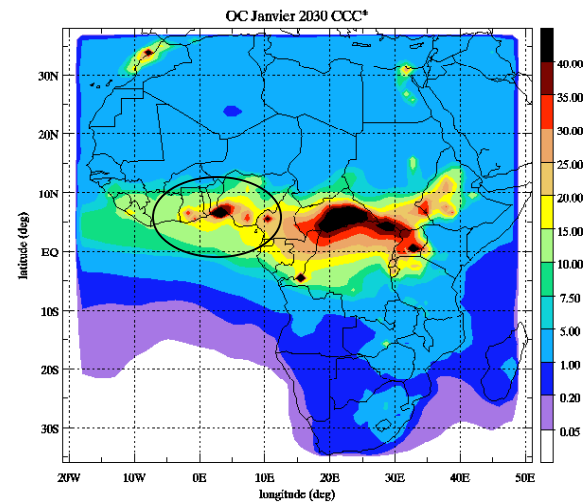 OC Janvier 2030 CCC*
30N
20N
10N
EQ
10S
20S
30S
latitude (deg)
20W 10W 0E 10E 20E 30E 40E 50E
longitude (deg)
40.00
35.00
30.00
25.00
20.00
15.00
10.00
7.50
5.00
1.00
0.20
0.05